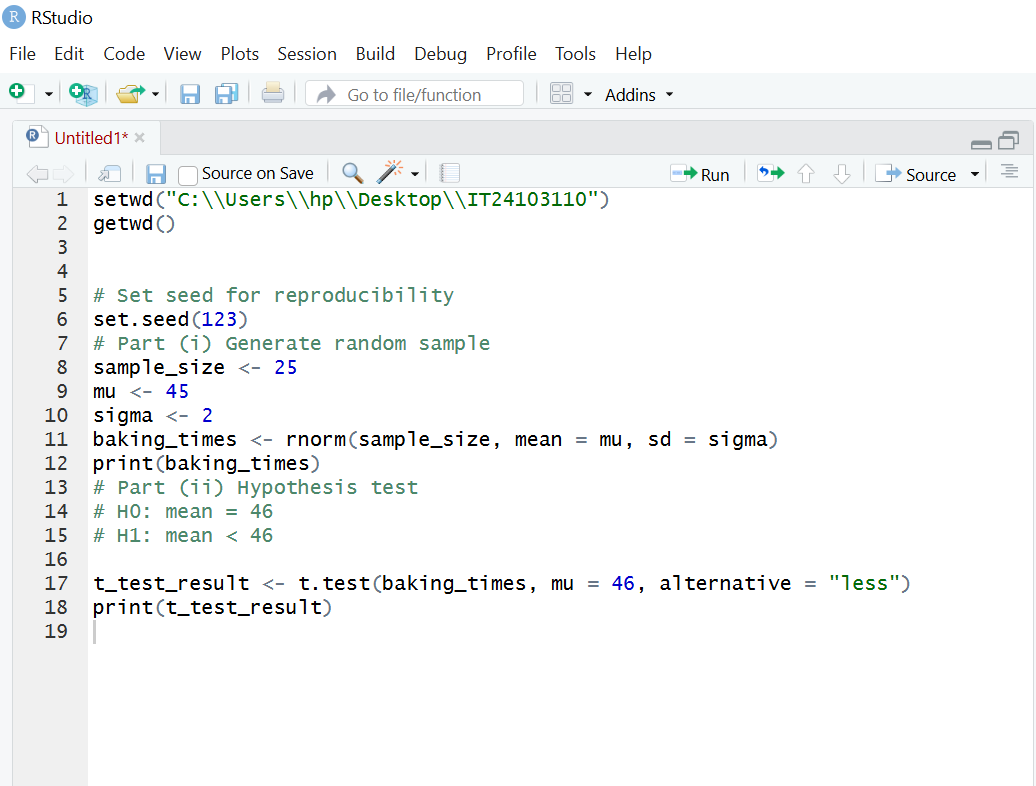 RStudio
File Edit Code View Plots Session Build Debug Profile Tools Help
Go to file/function Addins
Untitled1*
Source on Save Run Source
1 setwd("C:\\Users\\hp\\Desktop\\IT24103110")
2 getwd()
3
4
5 # Set seed for reproducibility
6 set.seed(123)
7 # Part (i) Generate random sample
8 sample_size <- 25
9 mu <- 45
10 sigma <- 2
11 baking_times <- rnorm(sample_size, mean = mu, sd = sigma)
12 print(baking_times)
13 # Part (ii) Hypothesis test
14 # H0: mean = 46
15 # H1: mean < 46
16
17 t_test_result <- t.test(baking_times, mu = 46, alternative = "less")
18 print(t_test_result)
19